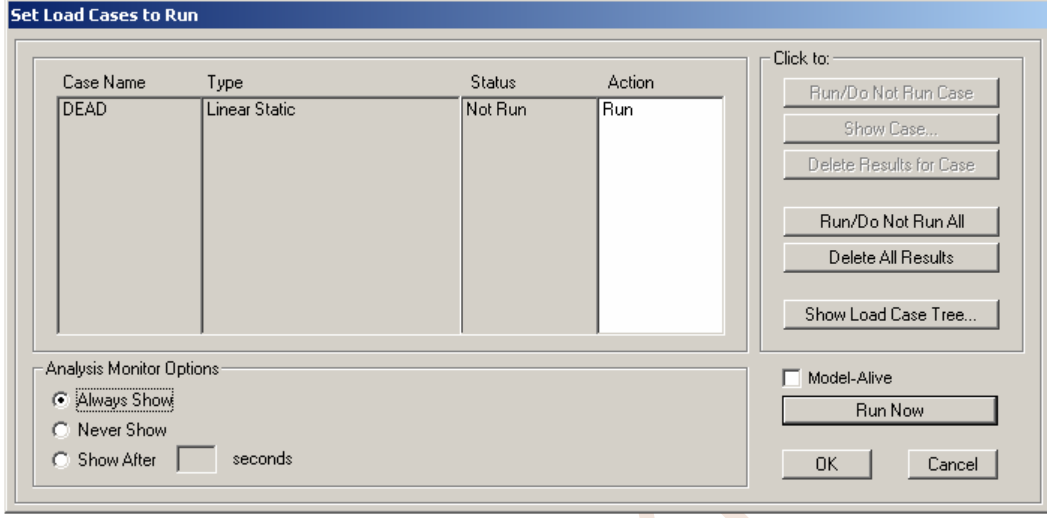 Set Load Cases to Run
Case Name Type Status Action
DEAD Linear Static Not Run Run
Click to:
Run/Do Not Run Case
Show Case...
Delete Results for Case
Run/Do Not Run All
Delete All Results
Show Load Case Tree...
Analysis Monitor Options
Always Show
Never Show
Show After seconds
Model-Alive
Run Now
OK Cancel